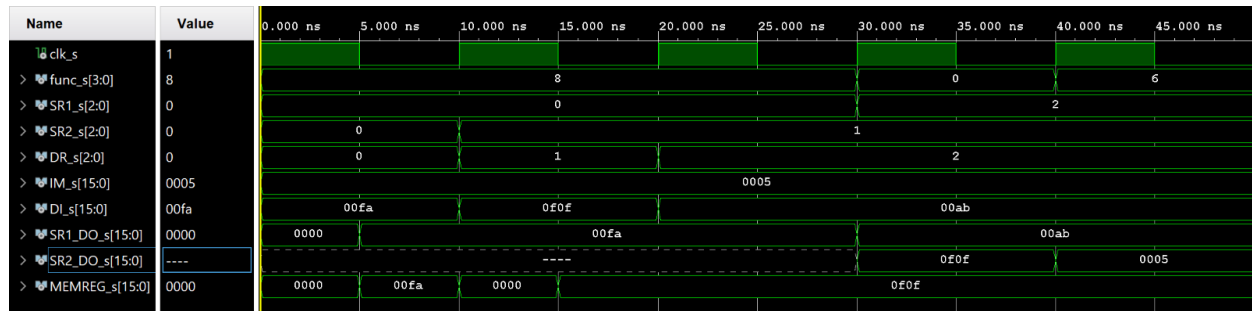 Name Value 0.000 ns 5.000 ns 10.000 ns 15.000 ns 20.000 ns 25.000 ns 30.000 ns 35.000 ns 40.000 ns 45.000 ns
clk_s 1
func_s[3:0] 8 8 0 6
SR1_s[2:0] 0 0 2
SR2_s[2:0] 0 0 1
DR_s[2:0] 0 0 1 2
IM_s[15:0] 0005 0005
DI_s[15:0] 00fa 00fa 0f0f 00ab
SR1_DO_s[15:0] 0000 0000 00fa 00ab
SR2_DO_s[15:0] ---- ---- 0f0f 0005
MEMREG_s[15:0] 0000 0000 00fa 0000 0f0f